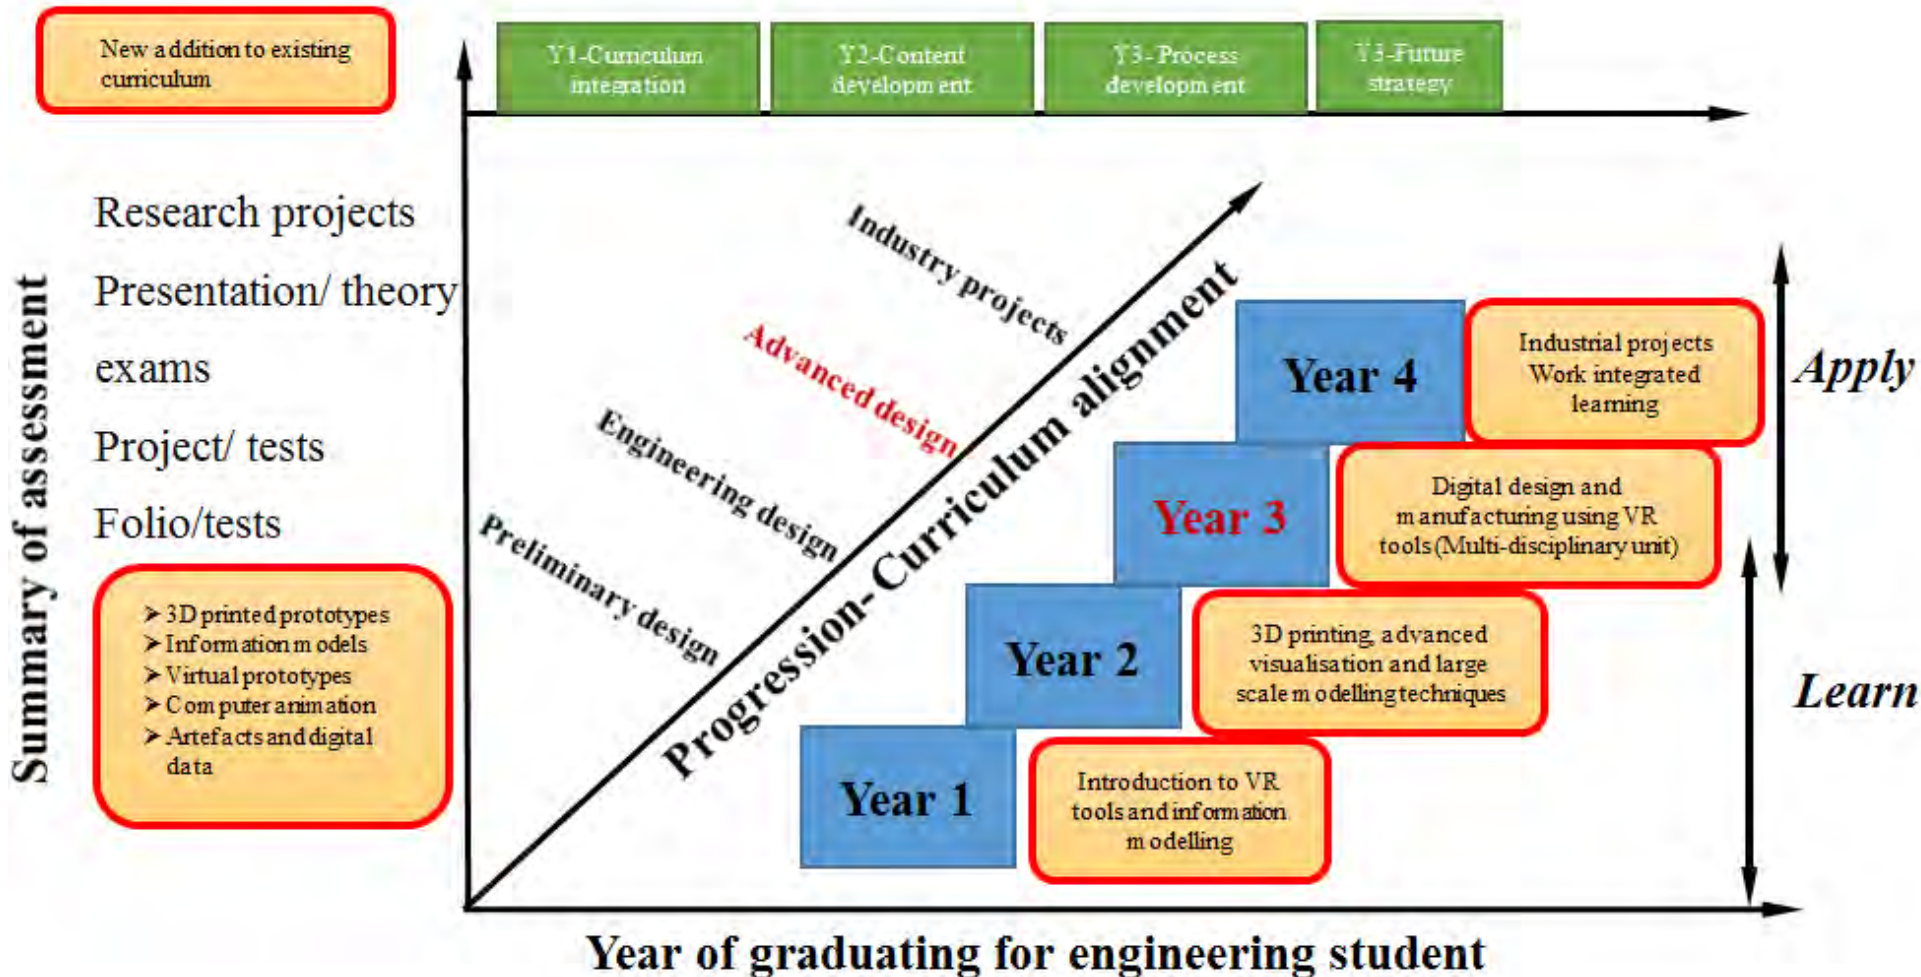 New addition to existing
curriculum
Y1-Curriculum
integration
Y2-Content
development
Y3- Process
development
Y3-Future
strategy
Summary of assessment
Research projects
Presentation/ theory
exams
Project/ tests
Folio/tests
➤ 3D printed prototypes
➤ Information models
➤ Virtual prototypes
➤ Computer animation
➤ Artefacts and digital
data
Industry projects
Advanced design
Engineering design
Preliminary design
Progression-Curriculum alignment
Year 4
Industrial projects
Work integrated
learning
Apply
Year 3
Digital design and
manufacturing using VR
tools(Multi-disciplinary unit)
Year 2
3D printing, advanced
visualisation and large
scale modelling techniques
Learn
Year 1
Introduction to VR
tools and information
modelling
Year of graduating for engineering student